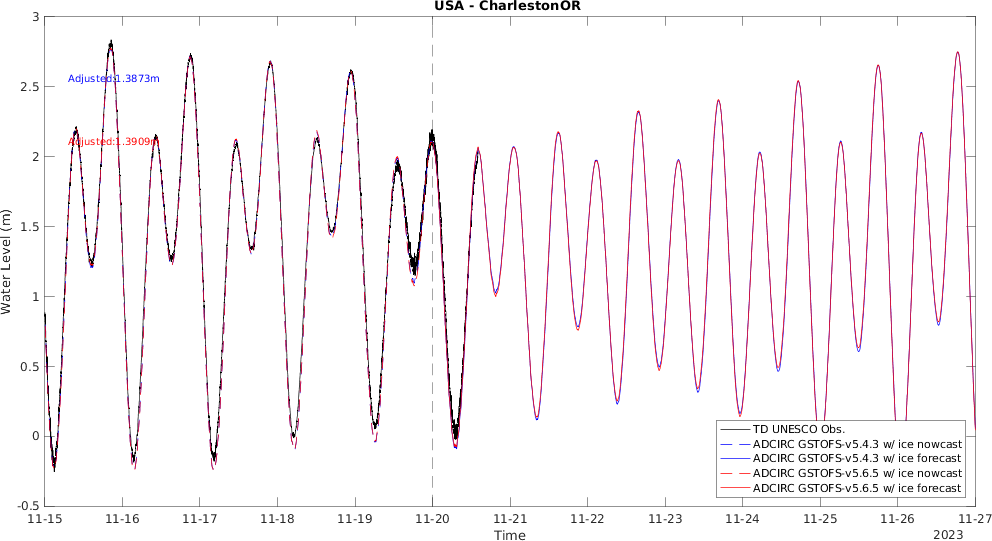 USA - CharlestonOR
3
2.5
2
1.5
1
0.5
0
-0.5
Water Level (m)
Adjusted:1.3873m
Adjusted:1.3909m
TD UNESCO Obs.
ADCIRC GSTOFS-v5.4.3 w/ ice nowcast
ADCIRC GSTOFS-v5.4.3 w/ ice forecast
ADCIRC GSTOFS-v5.6.5 w/ ice nowcast
ADCIRC GSTOFS-v5.6.5 w/ ice forecast
11-15 11-16 11-17 11-18 11-19 11-20 11-21 11-22 11-23 11-24 11-25 11-26 11-27
Time
2023